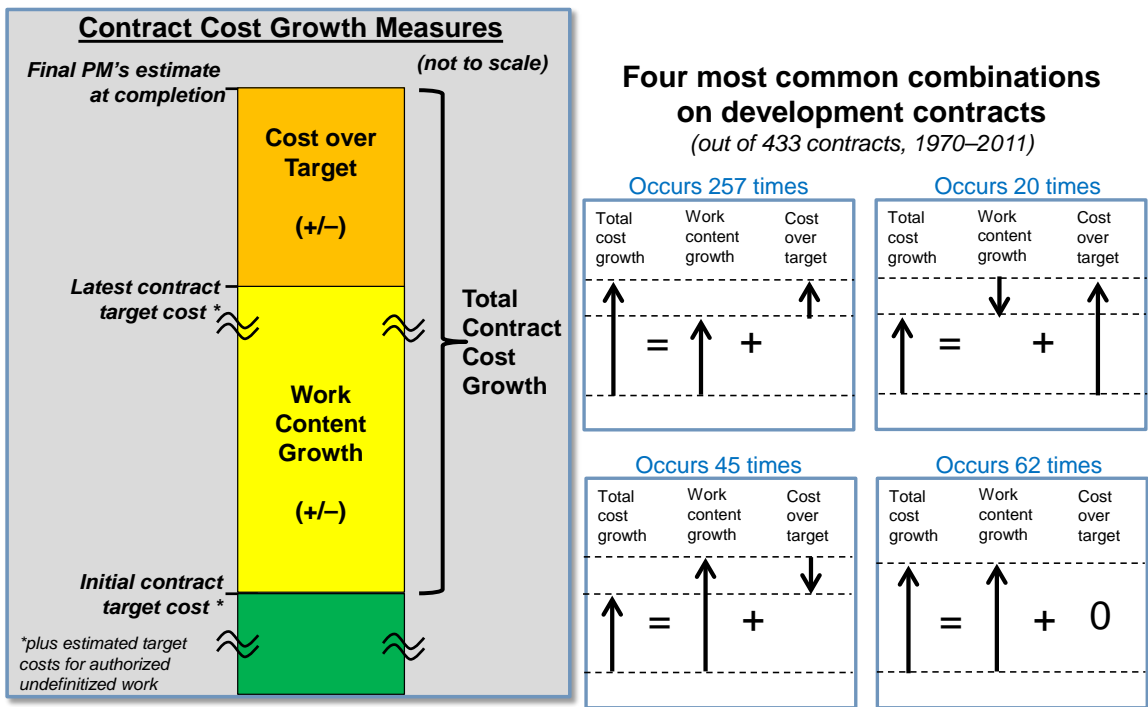 Contract Cost Growth Measures
Final PM's estimate
at completion
(not to scale)
Cost over
Target
(+/–)
Latest contract
target cost *
Total
Contract
Cost
Growth
Work
Content
Growth
(+/–)
Initial contract
target cost *
*plus estimated target
costs for authorized
undefinitized work
Four most common combinations
on development contracts
(out of 433 contracts, 1970–2011)
Occurs 257 times
Total
cost
growth
Work
content
growth
Cost
over
target
= +
Occurs 20 times
Total
cost
growth
Work
content
growth
Cost
over
target
= +
Occurs 45 times
Total
cost
growth
Work
content
growth
Cost
over
target
= +
Occurs 62 times
Total
cost
growth
Work
content
growth
Cost
over
target
= + 0